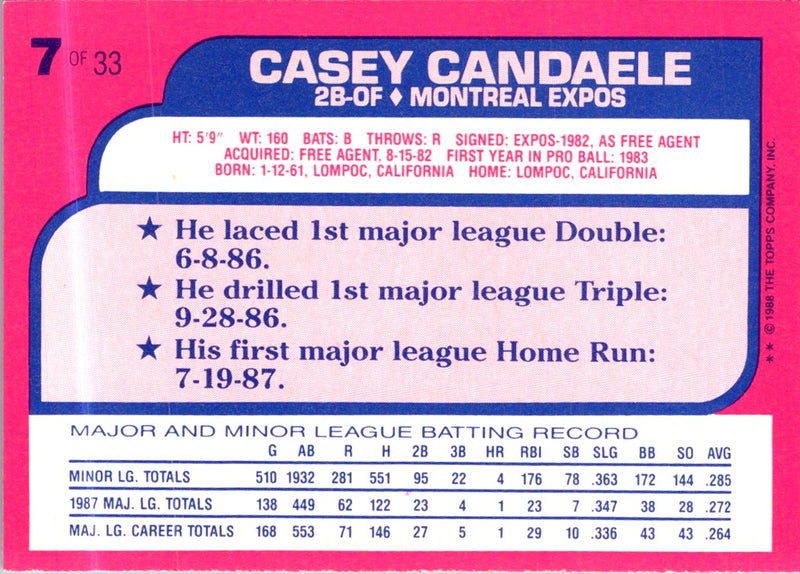 7 OF 33
CASEY CANDAELE
2B-OF ♦ MONTREAL EXPOS
HT: 5'9" WT: 160 BATS: B THROWS: R SIGNED: EXPOS-1982, AS FREE AGENT
ACQUIRED: FREE AGENT, 8-15-82 FIRST YEAR IN PRO BALL: 1983
BORN: 1-12-61, LOMPOC, CALIFORNIA HOME: LOMPOC, CALIFORNIA
★ He laced 1st major league Double:
6-8-86.
★ He drilled 1st major league Triple:
9-28-86.
★ His first major league Home Run:
7-19-87.
** © 1988 THE TOPPS COMPANY, INC.
MAJOR AND MINOR LEAGUE BATTING RECORD
G AB R H 2B 3B HR RBI SB SLG BB SO AVG
MINOR LG. TOTALS 510 1932 281 551 95 22 4 176 78 .363 172 144 .285
1987 MAJ. LG. TOTALS 138 449 62 122 23 4 1 23 7 .347 38 28 .272
MAJ. LG. CAREER TOTALS 168 553 71 146 27 5 1 29 10 .336 43 43 .264